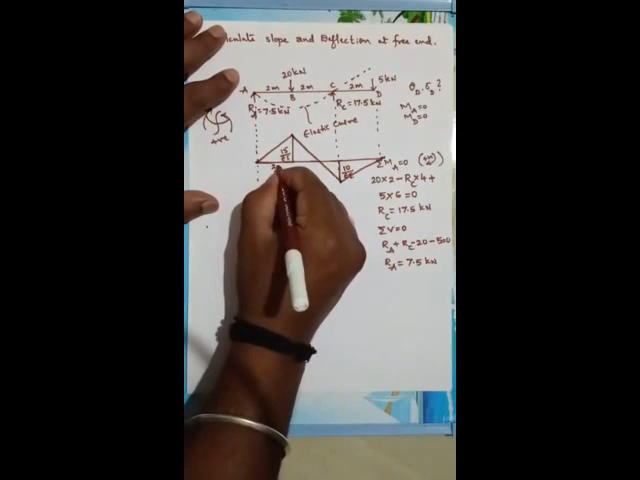 lculate slope and Deflection at free end.
20kN
5kN
A 2m 2m C 2m
B D
θD, δD ?
RA=7.5kN
RC=17.5kN
MA=0
MD=0
+ve
Elastic Curve
15/EI
10/EI
ΣMA=0
20×2-RC×4+
5×6=0
RC=17.5 kN
ΣV=0
RA+RC-20-5=0
RA=7.5 kN